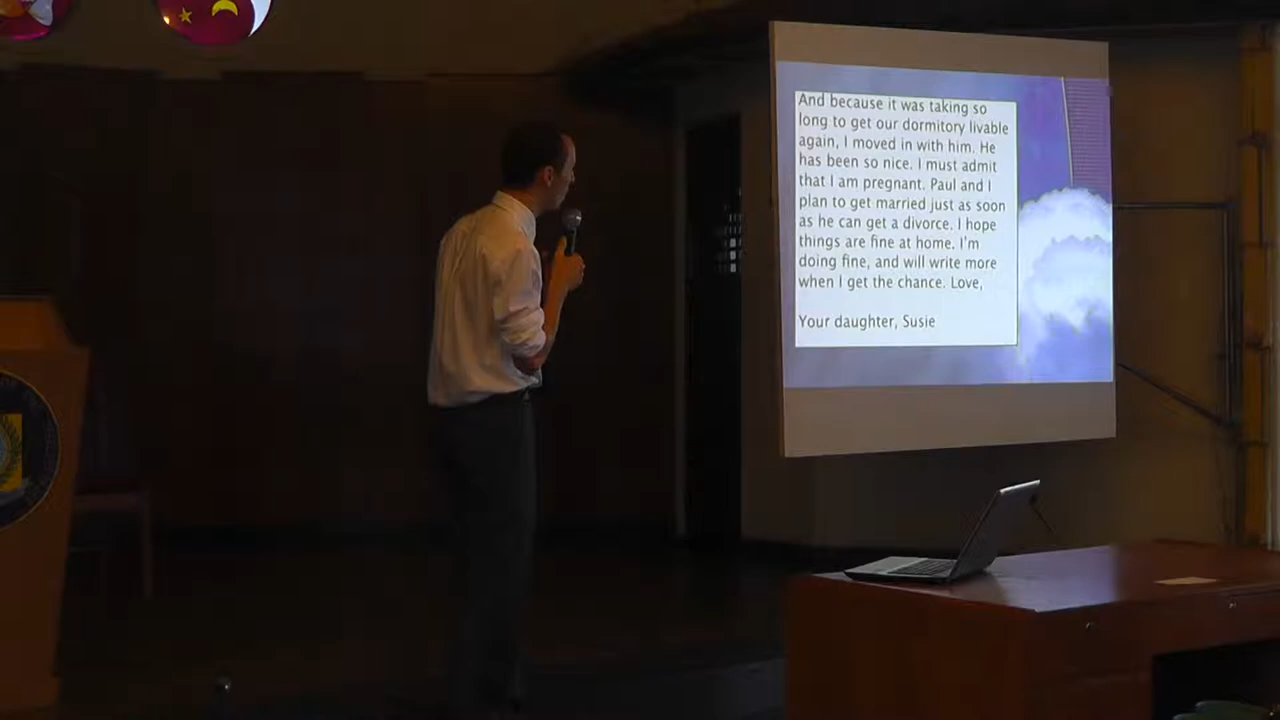 And because it was taking so
long to get our dormitory livable
again, I moved in with him. He
has been so nice. I must admit
that I am pregnant. Paul and I
plan to get married just as soon
as he can get a divorce. I hope
things are fine at home. I'm
doing fine, and will write more
when I get the chance. Love,
Your daughter, Susie